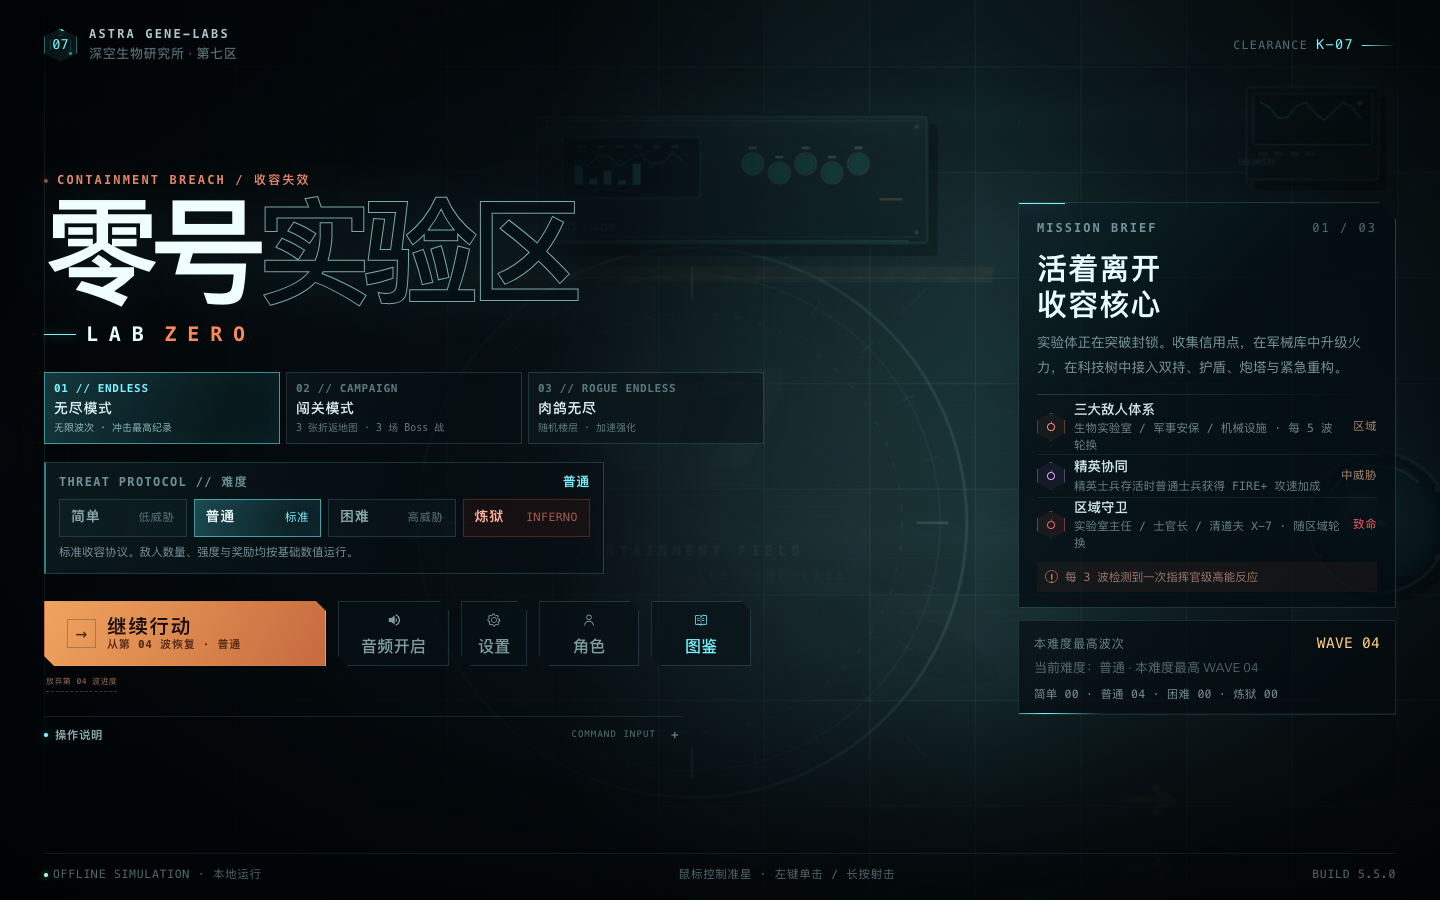 07
ASTRA GENE-LABS
深空生物研究所 · 第七区
CLEARANCE K-07
CONTAINMENT BREACH / 收容失效
零号实验区
LAB ZERO
01 // ENDLESS
无尽模式
无限波次 · 冲击最高纪录
02 // CAMPAIGN
闯关模式
3 张折返地图 · 3 场 Boss 战
03 // ROGUE ENDLESS
肉鸽无尽
随机楼层 · 加速强化
THREAT PROTOCOL // 难度
普通
简单 低威胁
普通 标准
困难 高威胁
炼狱 INFERNO
标准收容协议。敌人数量、强度与奖励均按基础数值运行。
→
继续行动
从第 04 波恢复 · 普通
音频开启
设置
角色
图鉴
放弃第 04 波进度
操作说明
COMMAND INPUT +
MISSION BRIEF
01 / 03
活着离开
收容核心
实验体正在突破封锁。收集信用点，在军械库中升级火
力，在科技树中接入双持、护盾、炮塔与紧急重构。
三大敌人体系
生物实验室 / 军事安保 / 机械设施 · 每 5 波
轮换
区域
精英协同
精英士兵存活时普通士兵获得 FIRE+ 攻速加成
中威胁
区域守卫
实验室主任 / 士官长 / 清道夫 X-7 · 随区域轮
换
致命
每 3 波检测到一次指挥官级高能反应
本难度最高波次
WAVE 04
当前难度：普通 · 本难度最高 WAVE 04
简单 00 · 普通 04 · 困难 00 · 炼狱 00
SECURITY
TAINMENT FIELD
OFFLINE SIMULATION · 本地运行
鼠标控制准星 · 左键单击 / 长按射击
BUILD 5.5.0